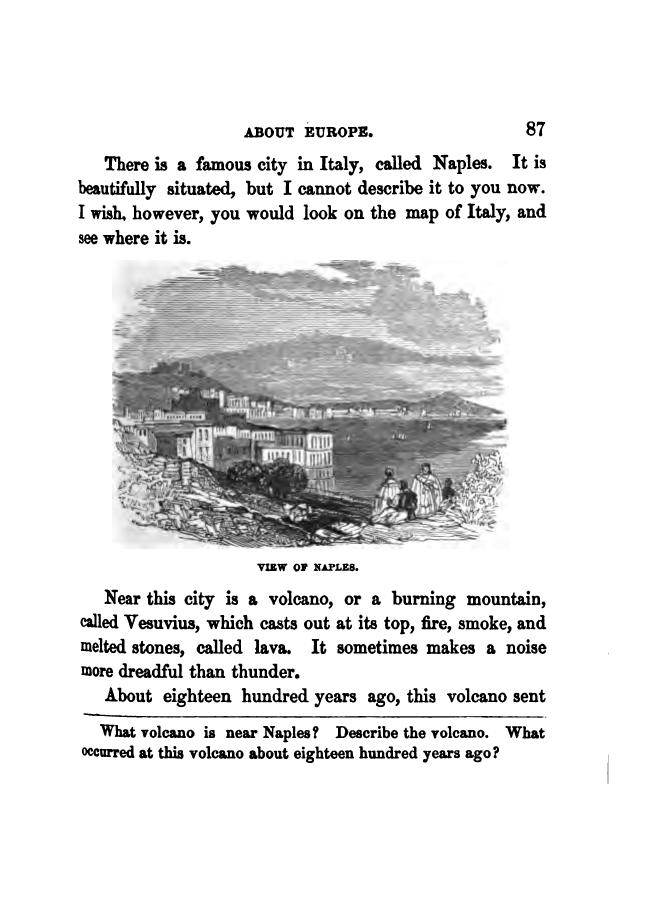 ABOUT EUROPE. 87
There is a famous city in Italy, called Naples. It is
beautifully situated, but I cannot describe it to you now.
I wish, however, you would look on the map of Italy, and
see where it is.
VIEW OF NAPLES.
Near this city is a volcano, or a burning mountain,
called Vesuvius, which casts out at its top, fire, smoke, and
melted stones, called lava. It sometimes makes a noise
more dreadful than thunder.
About eighteen hundred years ago, this volcano sent
What volcano is near Naples? Describe the volcano. What
occurred at this volcano about eighteen hundred years ago?